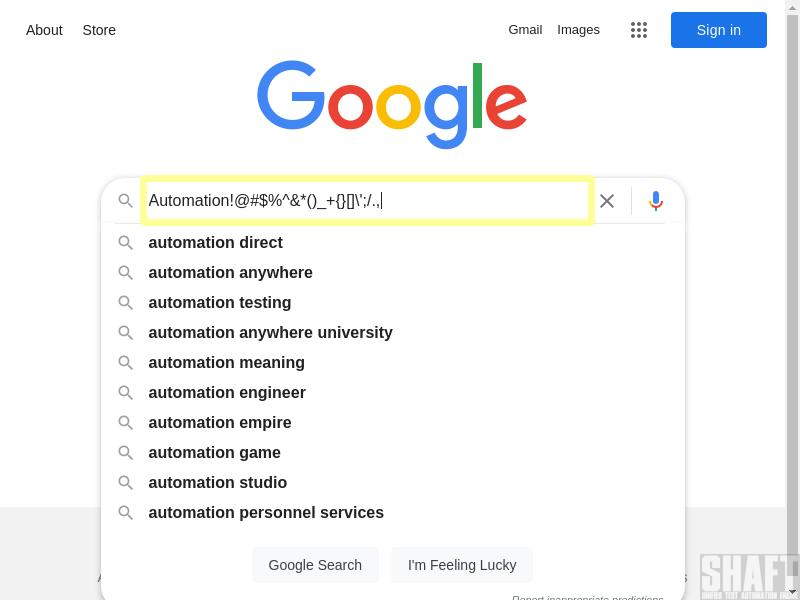 About Store Gmail Images Sign in
Google
Automation!@#$%^&*()_+{}[]\';/.,
automation direct
automation anywhere
automation testing
automation anywhere university
automation meaning
automation engineer
automation empire
automation game
automation studio
automation personnel services
Google Search I'm Feeling Lucky
Report inappropriate predictions
SHAFT